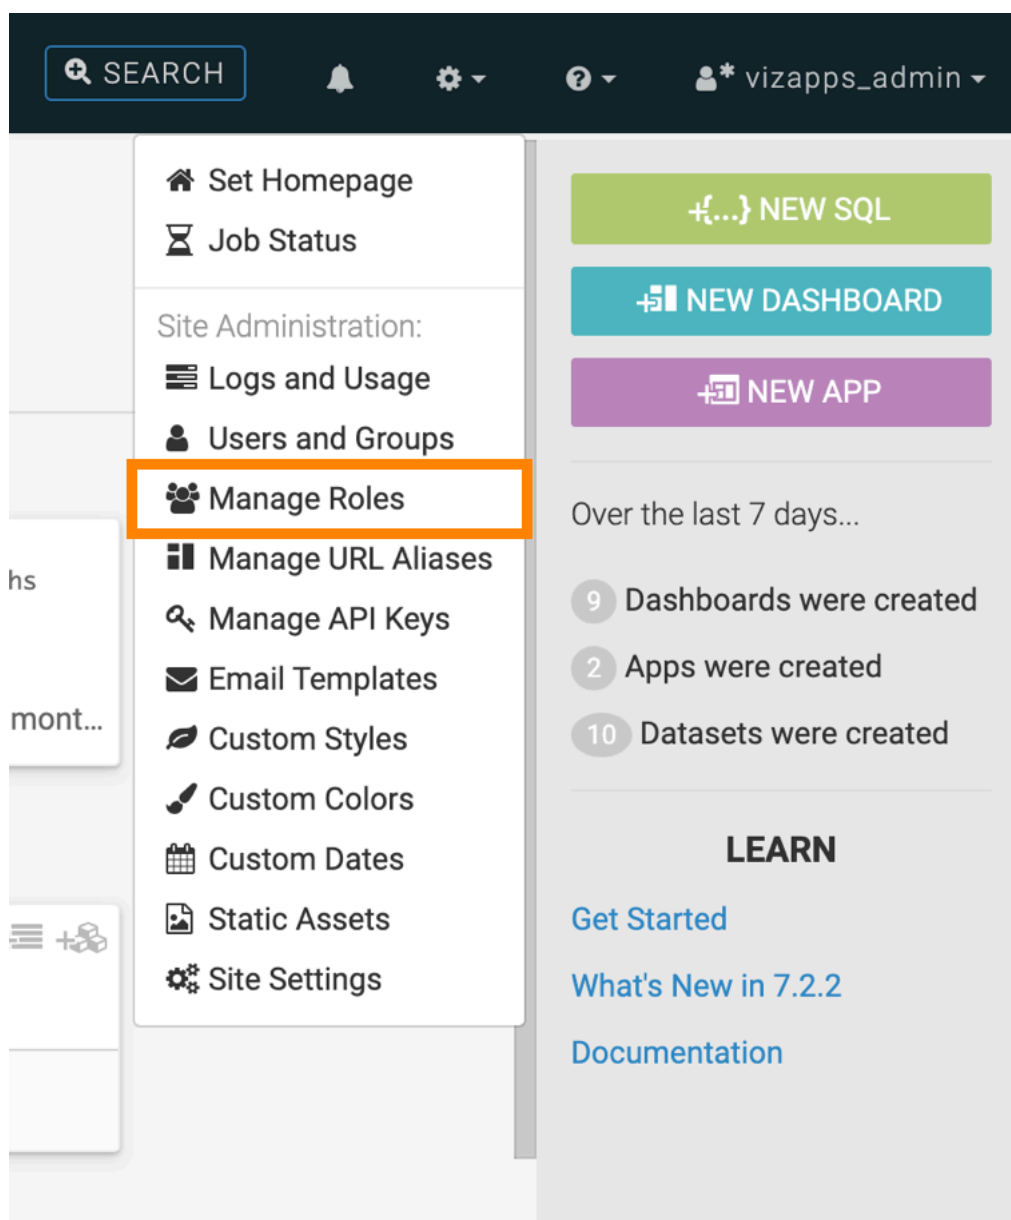 SEARCH
vizapps_admin
Set Homepage
Job Status
Site Administration:
Logs and Usage
Users and Groups
Manage Roles
Manage URL Aliases
Manage API Keys
Email Templates
Custom Styles
Custom Colors
Custom Dates
Static Assets
Site Settings
hs
mont...
+{...} NEW SQL
NEW DASHBOARD
NEW APP
Over the last 7 days...
9 Dashboards were created
2 Apps were created
10 Datasets were created
LEARN
Get Started
What's New in 7.2.2
Documentation